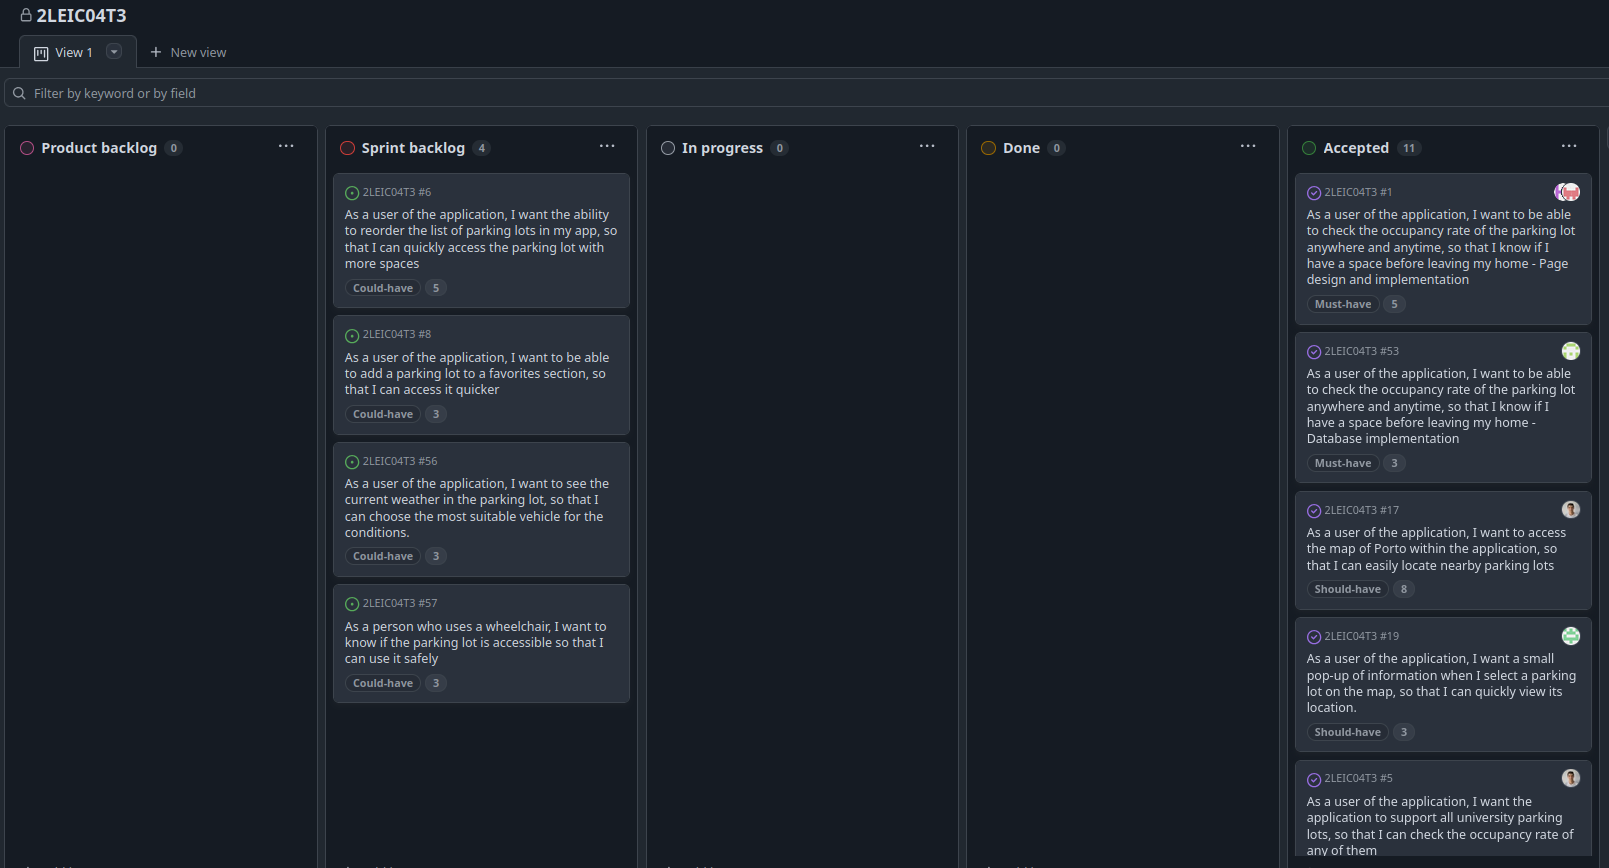 2LEIC04T3
View 1
New view
Filter by keyword or by field
Product backlog 0
Sprint backlog 4
2LEIC04T3 #6
As a user of the application, I want the ability
to reorder the list of parking lots in my app, so
that I can quickly access the parking lot with
more spaces
Could-have 5
2LEIC04T3 #8
As a user of the application, I want to be able
to add a parking lot to a favorites section, so
that I can access it quicker
Could-have 3
2LEIC04T3 #56
As a user of the application, I want to see the
current weather in the parking lot, so that I
can choose the most suitable vehicle for the
conditions.
Could-have 3
2LEIC04T3 #57
As a person who uses a wheelchair, I want to
know if the parking lot is accessible so that I
can use it safely
Could-have 3
In progress 0
Done 0
Accepted 11
2LEIC04T3 #1
As a user of the application, I want to be able
to check the occupancy rate of the parking lot
anywhere and anytime, so that I know if I
have a space before leaving my home - Page
design and implementation
Must-have 5
2LEIC04T3 #53
As a user of the application, I want to be able
to check the occupancy rate of the parking lot
anywhere and anytime, so that I know if I
have a space before leaving my home -
Database implementation
Must-have 3
2LEIC04T3 #17
As a user of the application, I want to access
the map of Porto within the application, so
that I can easily locate nearby parking lots
Should-have 8
2LEIC04T3 #19
As a user of the application, I want a small
pop-up of information when I select a parking
lot on the map, so that I can quickly view its
location.
Should-have 3
2LEIC04T3 #5
As a user of the application, I want the
application to support all university parking
lots, so that I can check the occupancy rate of
any of them